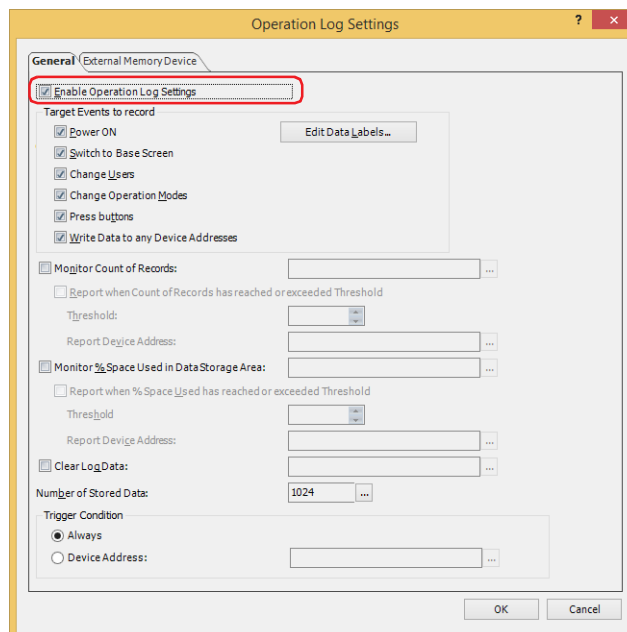 Operation Log Settings
? ×
General External Memory Device
Enable Operation Log Settings
Target Events to record
Power ON Edit Data Labels...
Switch to Base Screen
Change Users
Change Operation Modes
Press buttons
Write Data to any Device Addresses
Monitor Count of Records: ...
Report when Count of Records has reached or exceeded Threshold
Threshold:
Report Device Address: ...
Monitor % Space Used in Data Storage Area: ...
Report when % Space Used has reached or exceeded Threshold
Threshold
Report Device Address: ...
Clear Log Data: ...
Number of Stored Data: 1024 ...
Trigger Condition
Always
Device Address: ...
OK Cancel